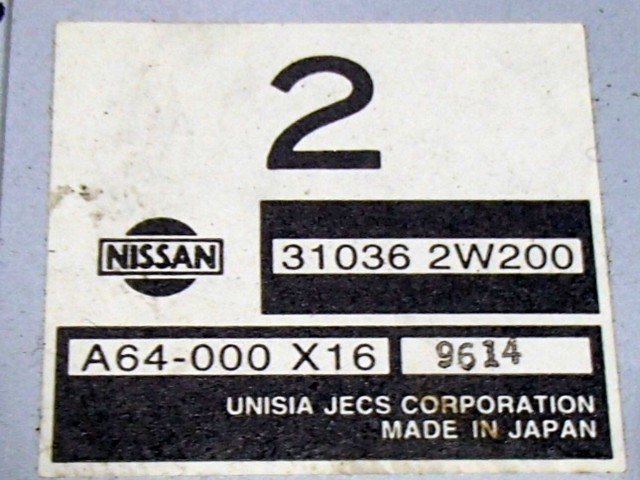 2
NISSAN
31036 2W200
A64-000 X16
9614
UNISIA JECS CORPORATION
MADE IN JAPAN